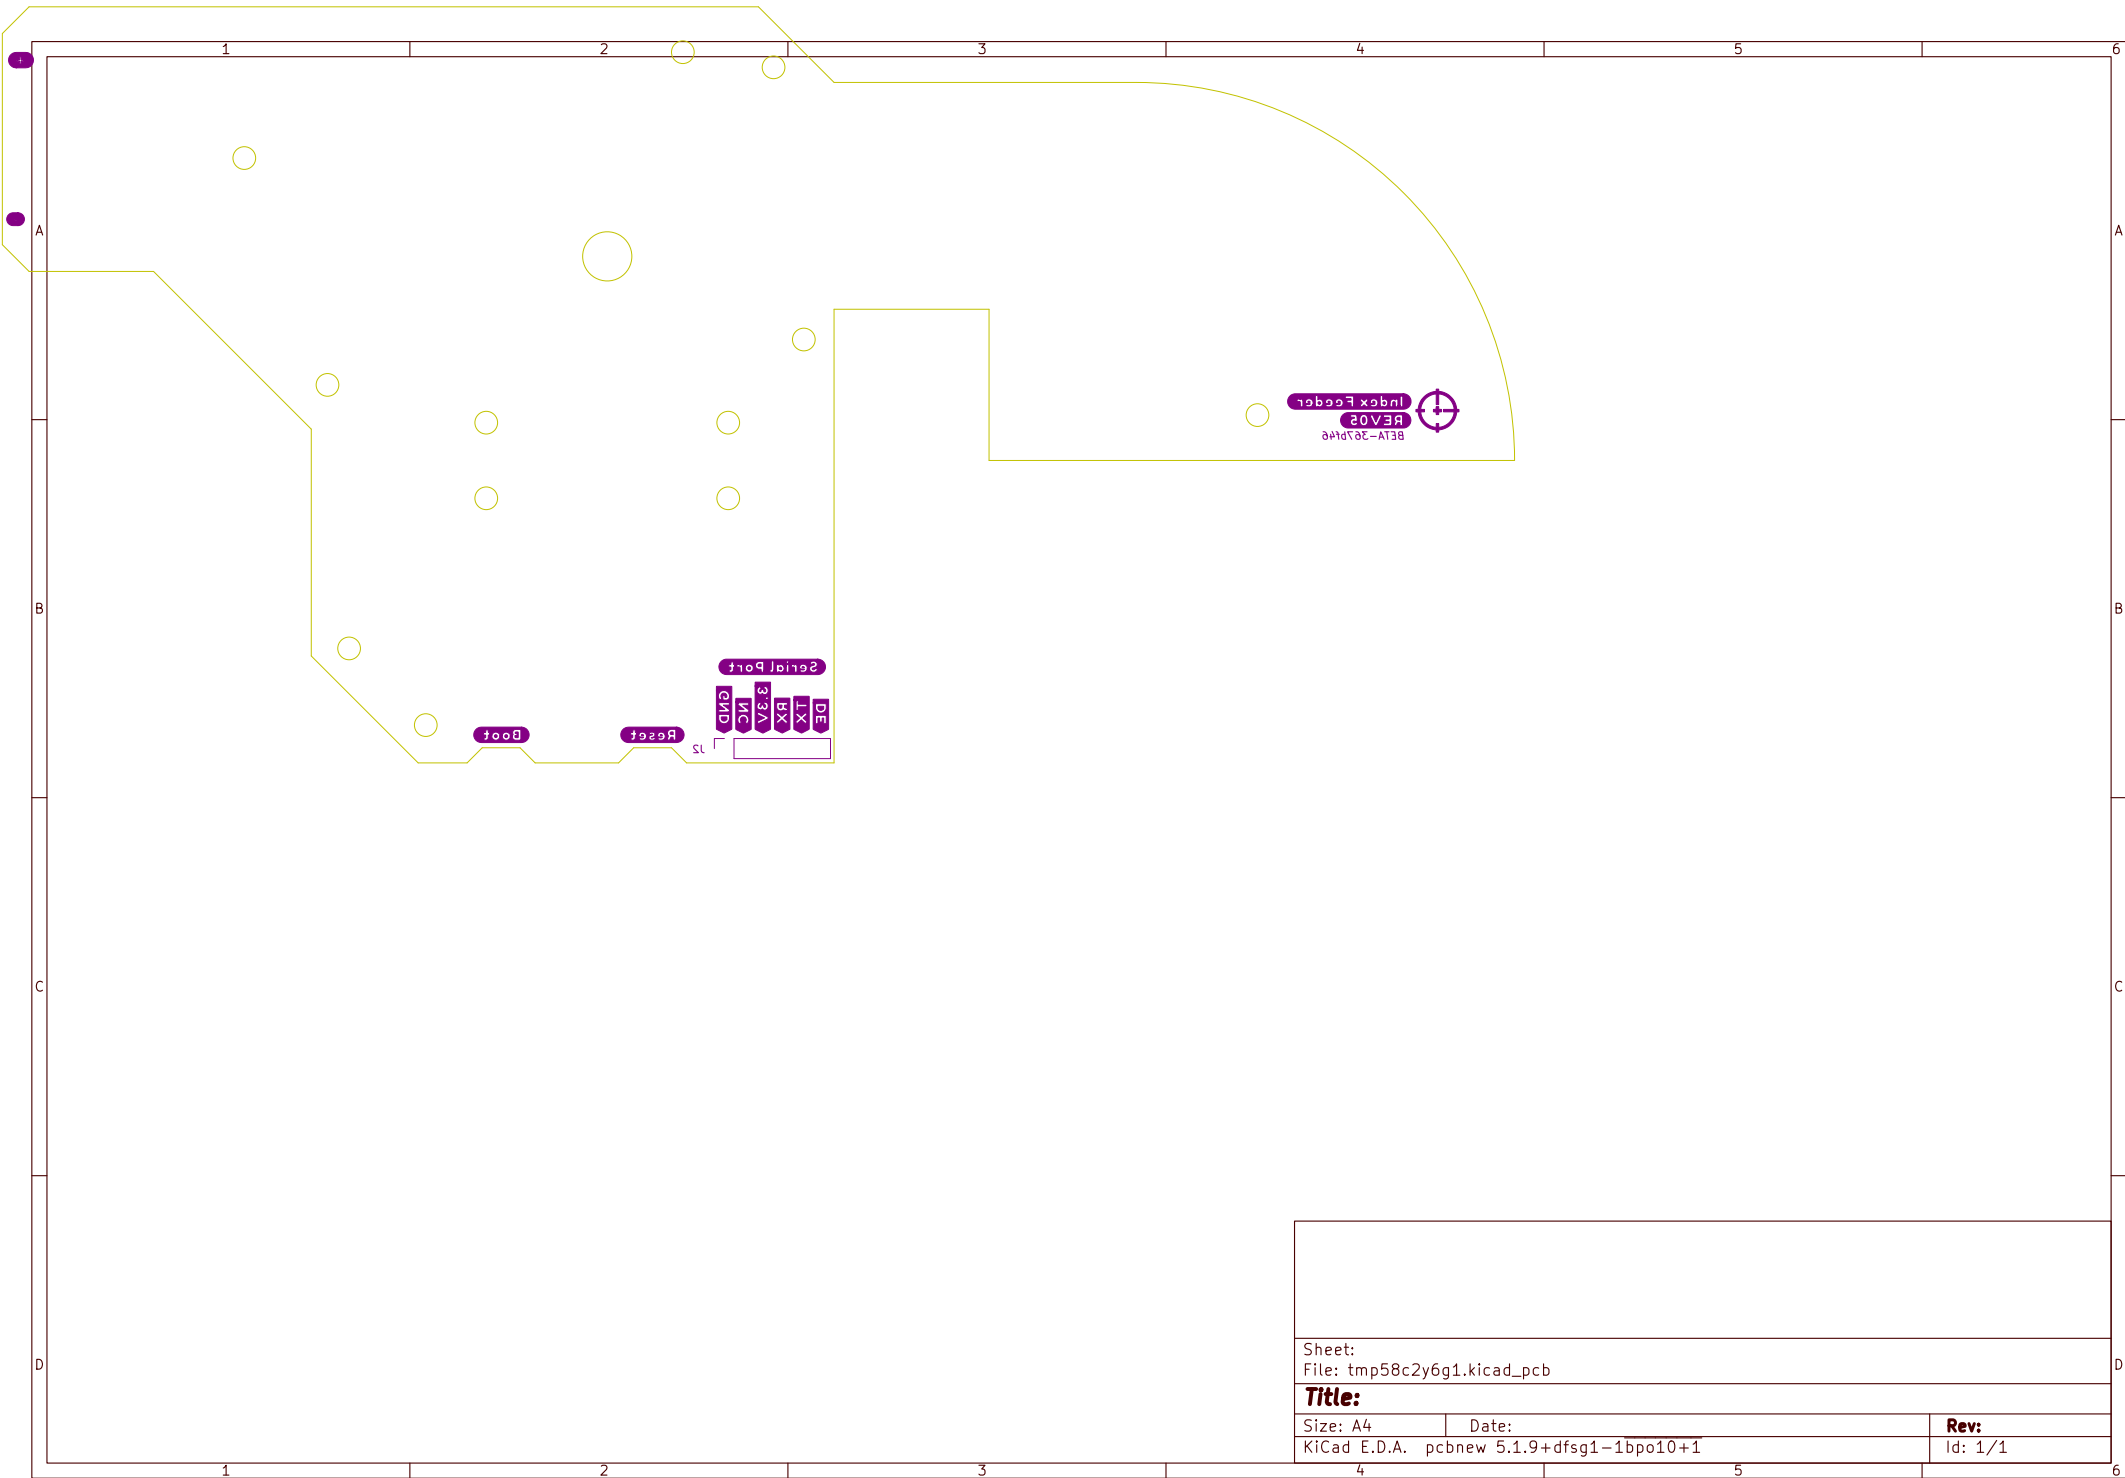 1 2 3 4 5 6
+
A A
Index Feeder
REV05
BETA-367bf46
B B
Serial Port
GND NC 3.3V RX TX DE
Boot Reset J2
C C
Sheet:
File: tmp58c2y6g1.kicad_pcb
D D
Title:
Size: A4 Date: Rev:
KiCad E.D.A. pcbnew 5.1.9+dfsg1-1bpo10+1 Id: 1/1
1 2 3 4 5 6